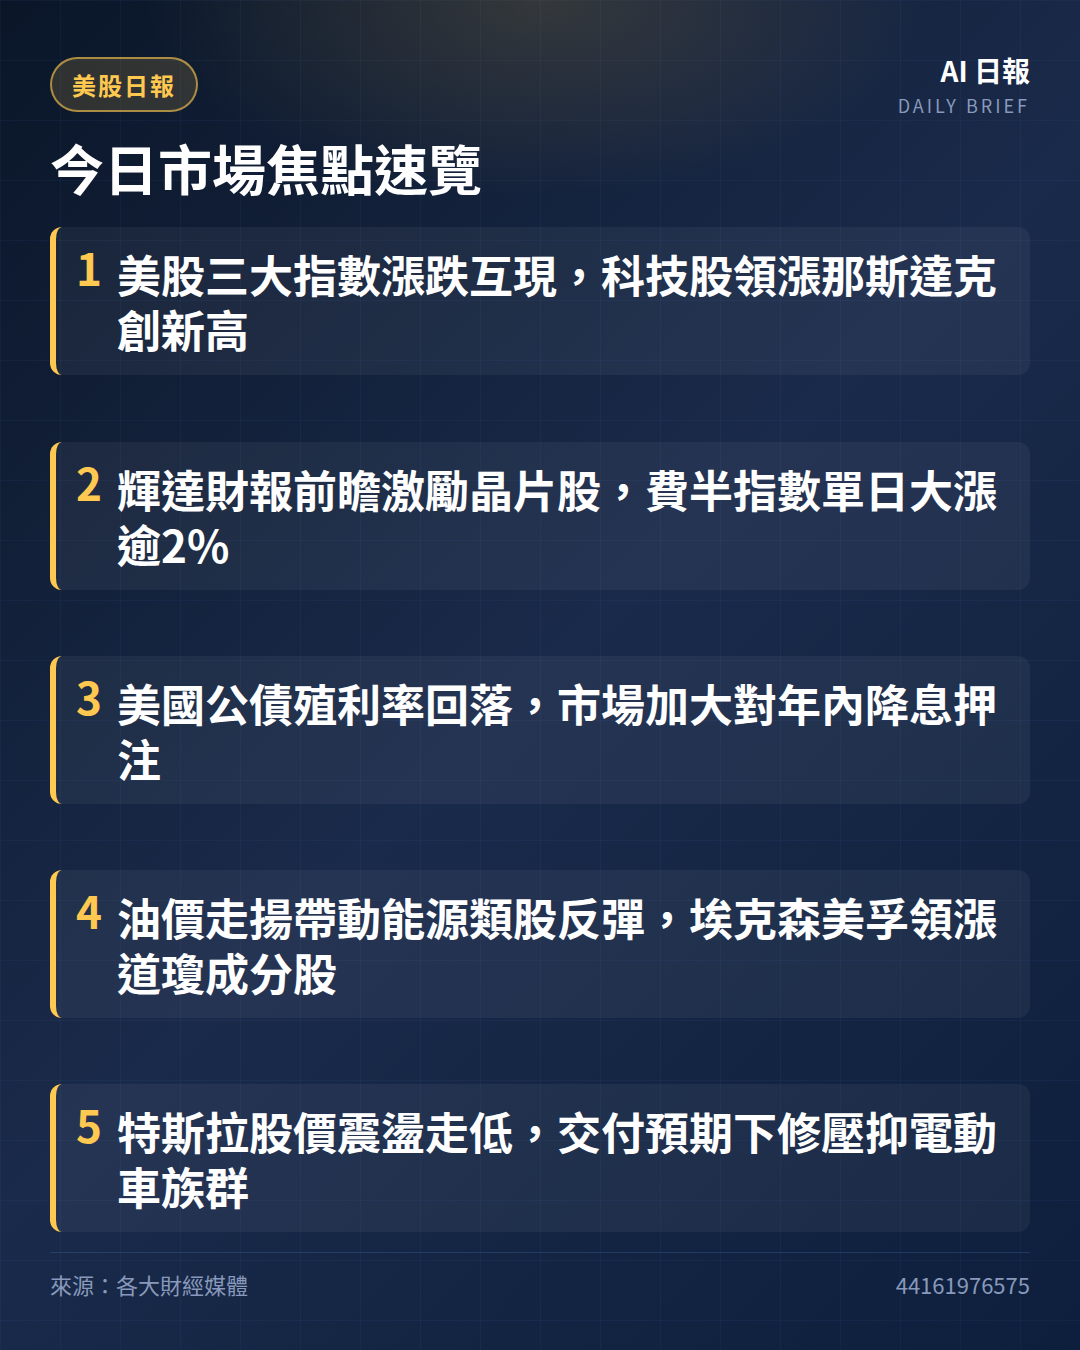 美股日報
AI 日報
DAILY BRIEF
今日市場焦點速覽
1 美股三大指數漲跌互現，科技股領漲那斯達克
創新高
2 輝達財報前瞻激勵晶片股，費半指數單日大漲
逾2%
3 美國公債殖利率回落，市場加大對年內降息押
注
4 油價走揚帶動能源類股反彈，埃克森美孚領漲
道瓊成分股
5 特斯拉股價震盪走低，交付預期下修壓抑電動
車族群
來源：各大財經媒體
44161976575